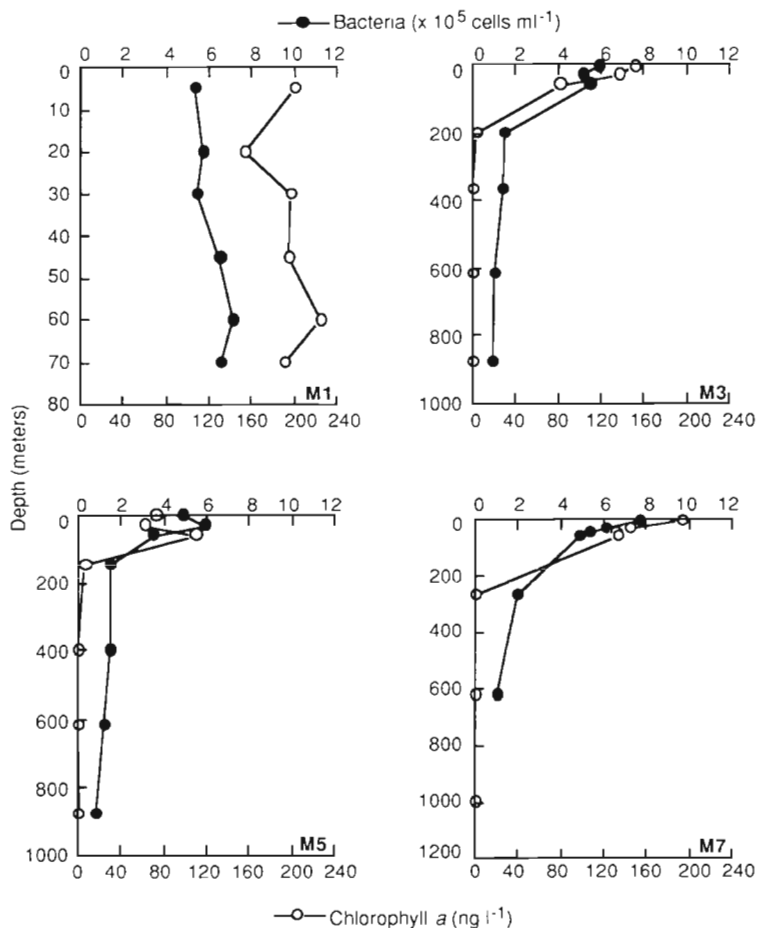 Bacteria (x 10⁵ cells ml⁻¹)
0 2 4 6 8 10 12
0
10
20
30
40
50
60
70
80
0 40 80 120 160 200 240
M1
0 2 4 6 8 10 12
0
200
400
600
800
1000
0 40 80 120 160 200 240
M3
Depth (meters)
0 2 4 6 8 10 12
0
200
400
600
800
1000
0 40 80 120 160 200 240
M5
0 2 4 6 8 10 12
0
200
400
600
800
1000
1200
0 40 80 120 160 200 240
M7
Chlorophyll a (ng l⁻¹)